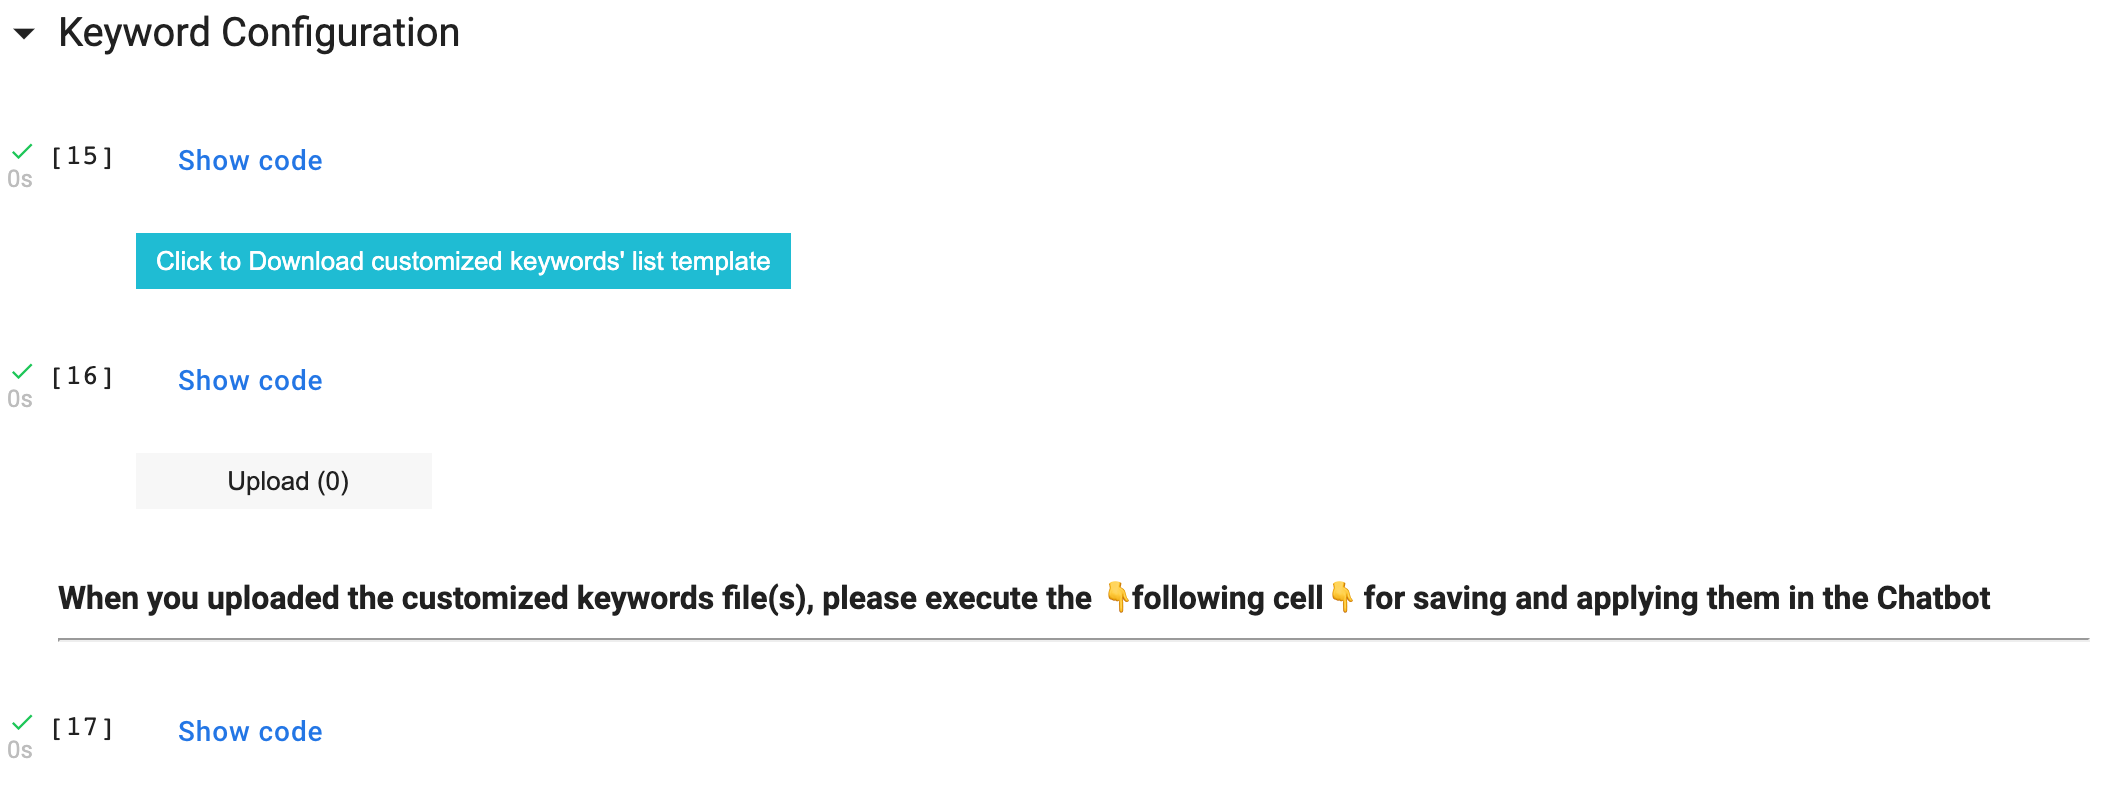 Keyword Configuration
[15] Show code
0s
Click to Download customized keywords' list template
[16] Show code
0s
Upload (0)
When you uploaded the customized keywords file(s), please execute the 👇following cell👇 for saving and applying them in the Chatbot
[17] Show code
0s